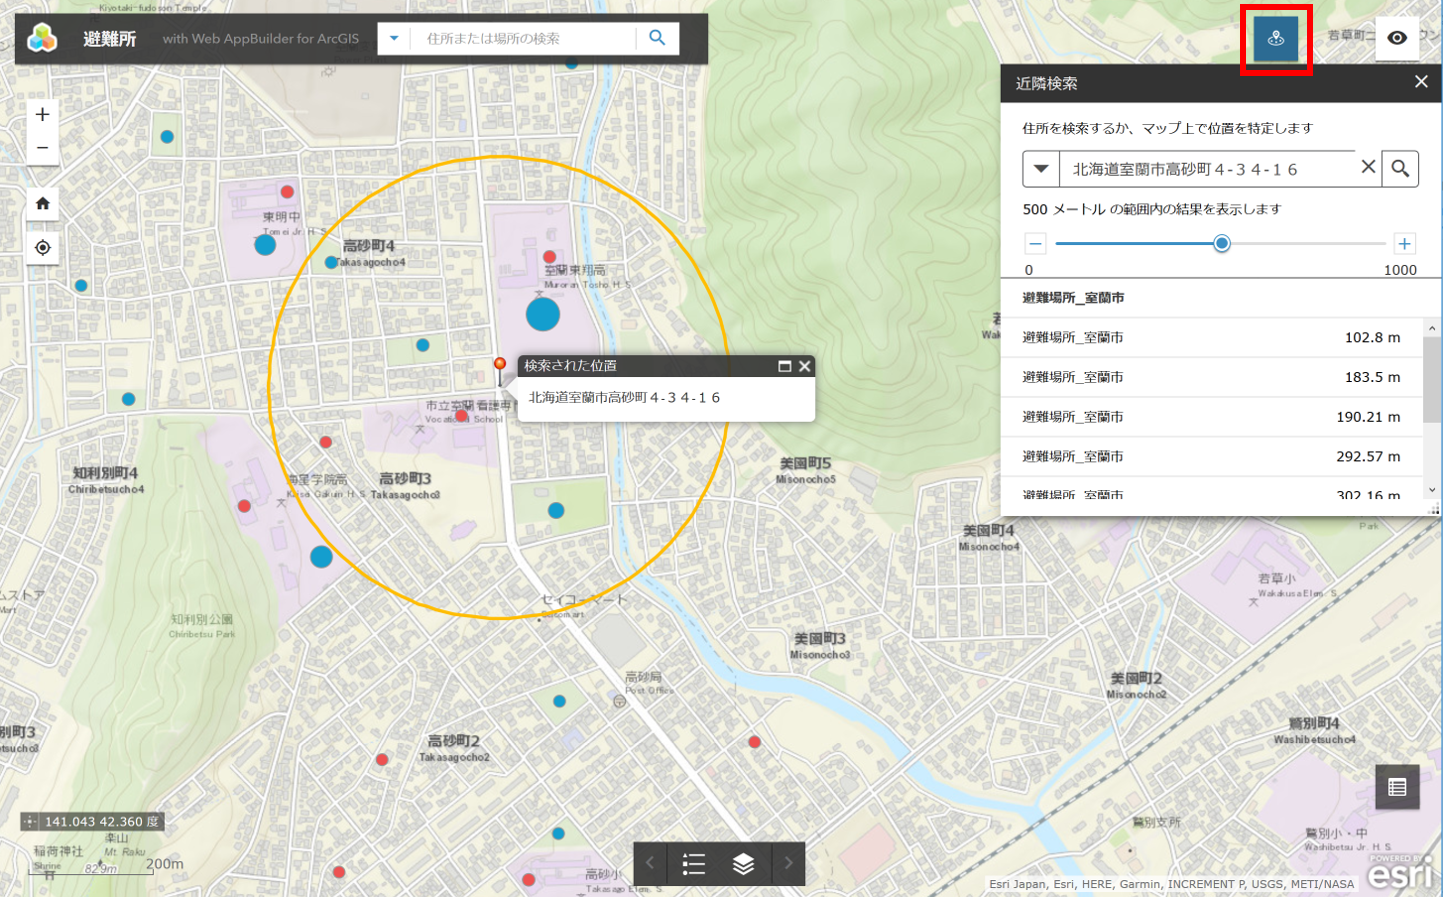 Kiyotaki-fudoson Temple
避難所
with Web AppBuilder for ArcGIS
住所または場所の検索
若草町二
近隣検索
住所を検索するか、マップ上で位置を特定します
北海道室蘭市高砂町４-３４-１６
500 メートル の範囲内の結果を表示します
0
1000
避難場所_室蘭市
避難場所_室蘭市 102.8 m
避難場所_室蘭市 183.5 m
避難場所_室蘭市 190.21 m
避難場所_室蘭市 292.57 m
避難場所_室蘭市 302.16 m
東明中
Tomei Jr. H. S.
高砂町4
Takasagocho4
室蘭東翔高
Muroran Tosho H. S.
検索された位置
北海道室蘭市高砂町４-３４-１６
市立室蘭看護専門
Vocational School
知利別町4
Chiribetsucho4
海星学院高
Kaisei Gakuin H. S.
高砂町3
Takasagocho3
美園町5
Misonocho5
美園町4
Misonocho4
Park
若草小
Wakakusa Elem. S.
ムストア
Mart
知利別公園
Chiribetsu Park
セイコーマート
Seicomart
美園町3
Misonocho3
高砂局
Post Office
美園町2
Misonocho2
別町3
etsucho3
高砂町2
Takasagocho2
鷲別町4
Washibetsucho4
141.043 42.360 度
楽山
Mt. Raku
稲荷神社
Shrine
82.9m
200m
鷲別支所
鷲別小・中
Washibetsu Jr. H. S.
高砂小
Takasago Elem. S.
Esri Japan, Esri, HERE, Garmin, INCREMENT P, USGS, METI/NASA
POWERED BY
esri